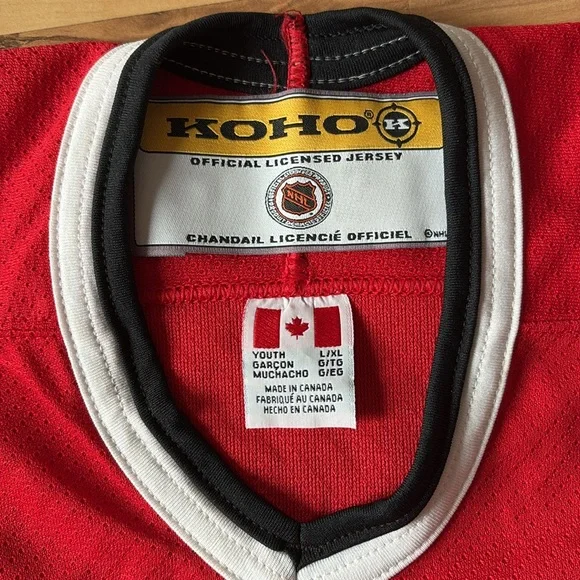 KOHO® K
OFFICIAL LICENSED JERSEY
NHL
CHANDAIL LICENCIÉ OFFICIEL ©NHL
YOUTH L/XL
GARÇON G/TG
MUCHACHO G/EG
MADE IN CANADA
FABRIQUÉ AU CANADA
HECHO EN CANADA